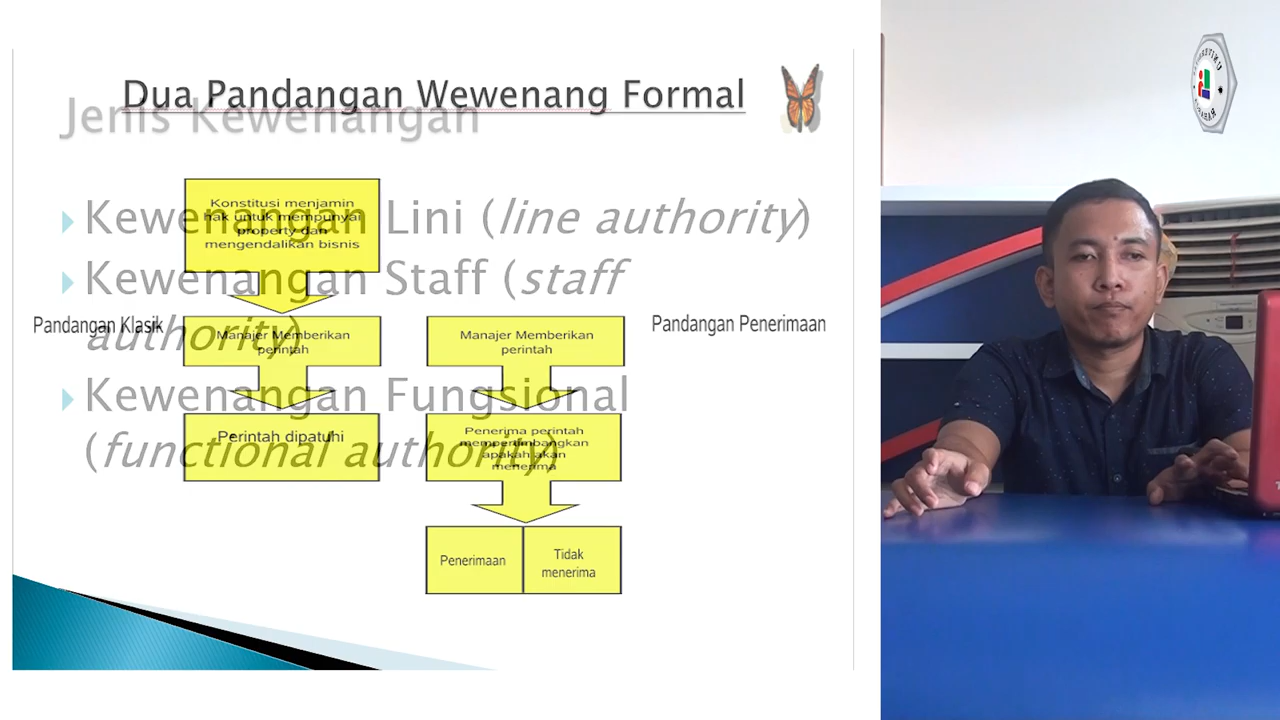 Dua Pandangan Wewenang Formal
Jenis Kewenangan
Konstitusi menjamin
hak untuk mempunyai
property dan
mengendalikan bisnis
Kewenangan Lini (line authority)
Kewenangan Staff (staff
authority)
Pandangan Klasik
Manajer Memberikan
perintah
Manajer Memberikan
perintah
Pandangan Penerimaan
Kewenangan Fungsional
(functional authority)
Perintah dipatuhi
Penerima perintah
mempertimbangkan
apakah akan
menerima
Penerimaan
Tidak
menerima